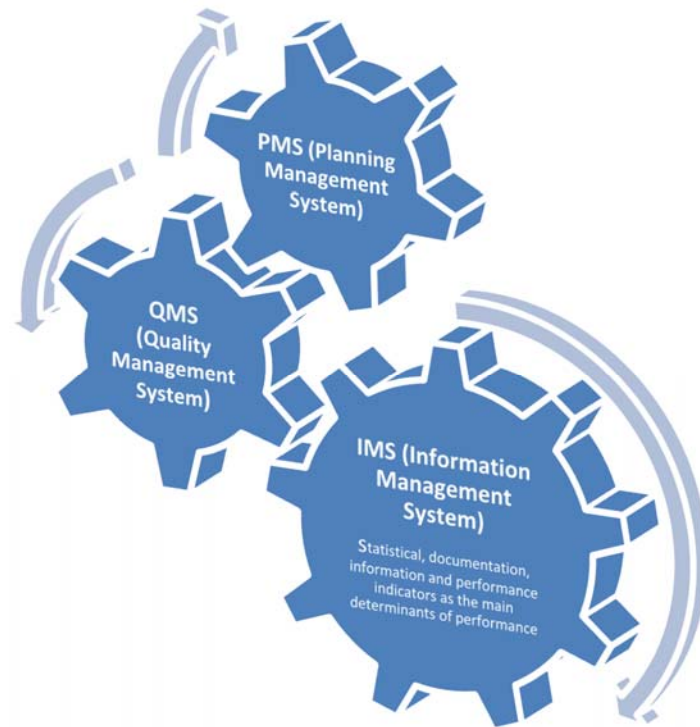 PMS (Planning
Management
System)
QMS
(Quality
Management
System)
IMS (Information
Management
System)
Statistical, documentation,
information and performance
indicators as the main
determinants of performance